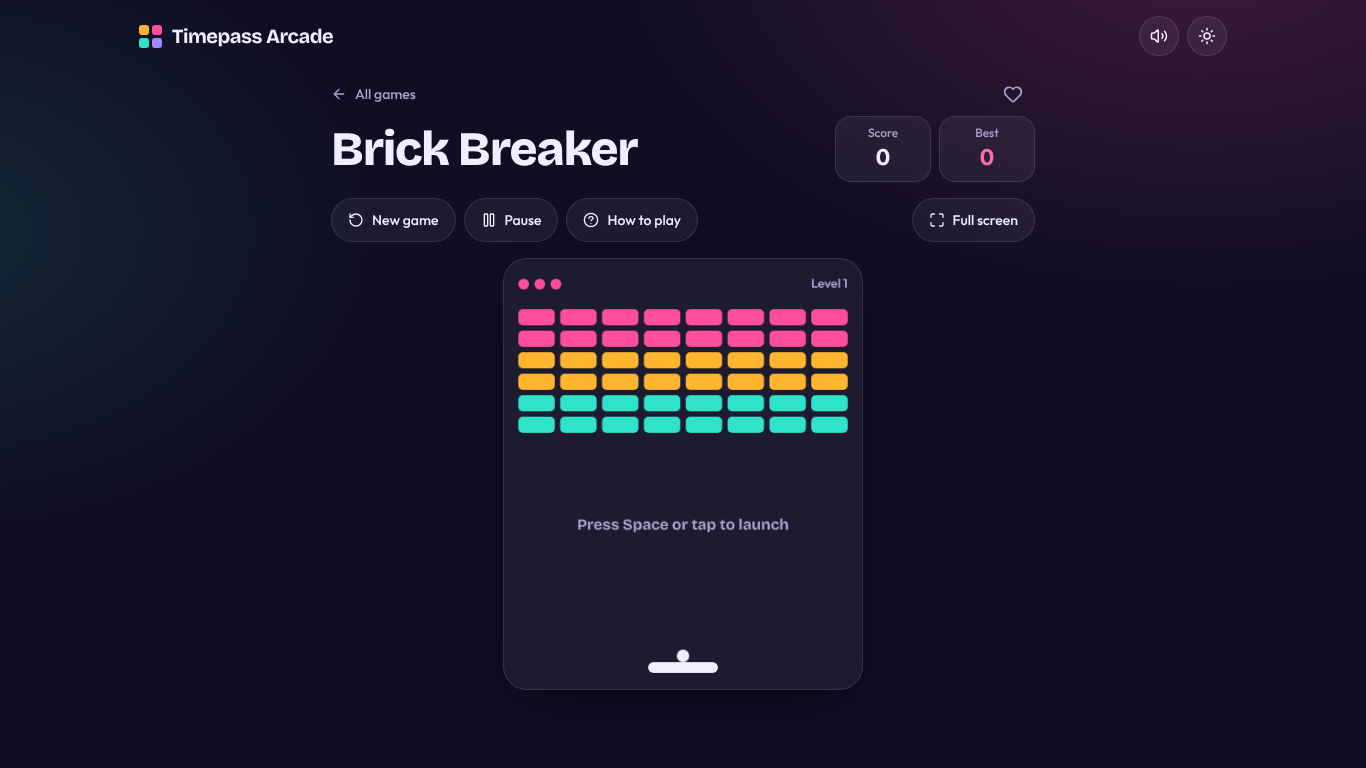 Timepass Arcade
All games
Brick Breaker
Score
0
Best
0
New game
Pause
How to play
Full screen
Level 1
Press Space or tap to launch